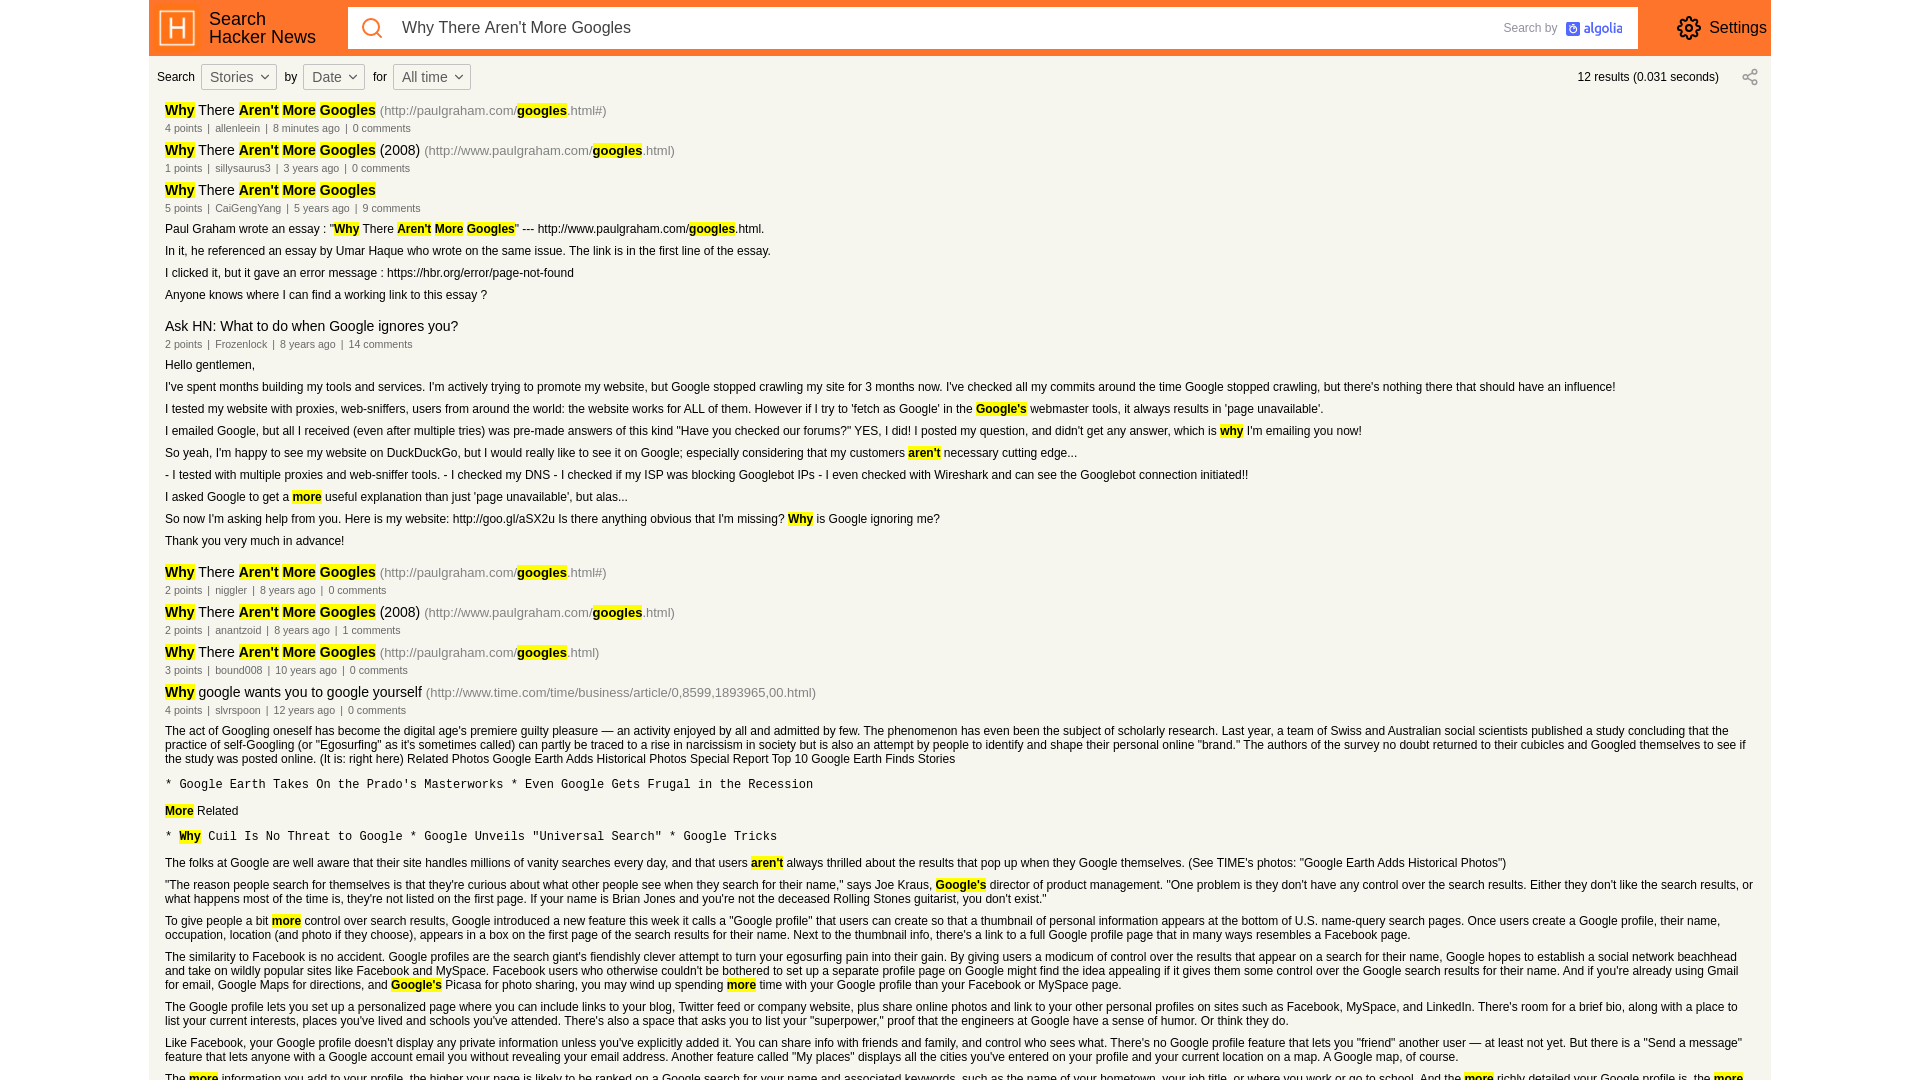 Search
Hacker News
Why There Aren't More Googles
Search by algolia
Settings
Search Stories by Date for All time
12 results (0.031 seconds)
Why There Aren't More Googles (http://paulgraham.com/googles.html#)
4 points | allenleein | 8 minutes ago | 0 comments
Why There Aren't More Googles (2008) (http://www.paulgraham.com/googles.html)
1 points | sillysaurus3 | 3 years ago | 0 comments
Why There Aren't More Googles
5 points | CaiGengYang | 5 years ago | 9 comments
Paul Graham wrote an essay : "Why There Aren't More Googles" --- http://www.paulgraham.com/googles.html.
In it, he referenced an essay by Umar Haque who wrote on the same issue. The link is in the first line of the essay.
I clicked it, but it gave an error message : https://hbr.org/error/page-not-found
Anyone knows where I can find a working link to this essay ?
Ask HN: What to do when Google ignores you?
2 points | Frozenlock | 8 years ago | 14 comments
Hello gentlemen,
I've spent months building my tools and services. I'm actively trying to promote my website, but Google stopped crawling my site for 3 months now. I've checked all my commits around the time Google stopped crawling, but there's nothing there that should have an influence!
I tested my website with proxies, web-sniffers, users from around the world: the website works for ALL of them. However if I try to 'fetch as Google' in the Google's webmaster tools, it always results in 'page unavailable'.
I emailed Google, but all I received (even after multiple tries) was pre-made answers of this kind "Have you checked our forums?" YES, I did! I posted my question, and didn't get any answer, which is why I'm emailing you now!
So yeah, I'm happy to see my website on DuckDuckGo, but I would really like to see it on Google; especially considering that my customers aren't necessary cutting edge...
- I tested with multiple proxies and web-sniffer tools. - I checked my DNS - I checked if my ISP was blocking Googlebot IPs - I even checked with Wireshark and can see the Googlebot connection initiated!!
I asked Google to get a more useful explanation than just 'page unavailable', but alas...
So now I'm asking help from you. Here is my website: http://goo.gl/aSX2u Is there anything obvious that I'm missing? Why is Google ignoring me?
Thank you very much in advance!
Why There Aren't More Googles (http://paulgraham.com/googles.html#)
2 points | niggler | 8 years ago | 0 comments
Why There Aren't More Googles (2008) (http://www.paulgraham.com/googles.html)
2 points | anantzoid | 8 years ago | 1 comments
Why There Aren't More Googles (http://paulgraham.com/googles.html)
3 points | bound008 | 10 years ago | 0 comments
Why google wants you to google yourself (http://www.time.com/time/business/article/0,8599,1893965,00.html)
4 points | slvrspoon | 12 years ago | 0 comments
The act of Googling oneself has become the digital age's premiere guilty pleasure — an activity enjoyed by all and admitted by few. The phenomenon has even been the subject of scholarly research. Last year, a team of Swiss and Australian social scientists published a study concluding that the
practice of self-Googling (or "Egosurfing" as it's sometimes called) can partly be traced to a rise in narcissism in society but is also an attempt by people to identify and shape their personal online "brand." The authors of the survey no doubt returned to their cubicles and Googled themselves to see if
the study was posted online. (It is: right here) Related Photos Google Earth Adds Historical Photos Special Report Top 10 Google Earth Finds Stories
* Google Earth Takes On the Prado's Masterworks * Even Google Gets Frugal in the Recession
More Related
* Why Cuil Is No Threat to Google * Google Unveils "Universal Search" * Google Tricks
The folks at Google are well aware that their site handles millions of vanity searches every day, and that users aren't always thrilled about the results that pop up when they Google themselves. (See TIME's photos: "Google Earth Adds Historical Photos")
"The reason people search for themselves is that they're curious about what other people see when they search for their name," says Joe Kraus, Google's director of product management. "One problem is they don't have any control over the search results. Either they don't like the search results, or
what happens most of the time is, they're not listed on the first page. If your name is Brian Jones and you're not the deceased Rolling Stones guitarist, you don't exist."
To give people a bit more control over search results, Google introduced a new feature this week it calls a "Google profile" that users can create so that a thumbnail of personal information appears at the bottom of U.S. name-query search pages. Once users create a Google profile, their name,
occupation, location (and photo if they choose), appears in a box on the first page of the search results for their name. Next to the thumbnail info, there's a link to a full Google profile page that in many ways resembles a Facebook page.
The similarity to Facebook is no accident. Google profiles are the search giant's fiendishly clever attempt to turn your egosurfing pain into their gain. By giving users a modicum of control over the results that appear on a search for their name, Google hopes to establish a social network beachhead
and take on wildly popular sites like Facebook and MySpace. Facebook users who otherwise couldn't be bothered to set up a separate profile page on Google might find the idea appealing if it gives them some control over the Google search results for their name. And if you're already using Gmail
for email, Google Maps for directions, and Google's Picasa for photo sharing, you may wind up spending more time with your Google profile than your Facebook or MySpace page.
The Google profile lets you set up a personalized page where you can include links to your blog, Twitter feed or company website, plus share online photos and link to your other personal profiles on sites such as Facebook, MySpace, and LinkedIn. There's room for a brief bio, along with a place to
list your current interests, places you've lived and schools you've attended. There's also a space that asks you to list your "superpower," proof that the engineers at Google have a sense of humor. Or think they do.
Like Facebook, your Google profile doesn't display any private information unless you've explicitly added it. You can share info with friends and family, and control who sees what. There's no Google profile feature that lets you "friend" another user — at least not yet. But there is a "Send a message"
feature that lets anyone with a Google account email you without revealing your email address. Another feature called "My places" displays all the cities you've entered on your profile and your current location on a map. A Google map, of course.
The more information you add to your profile, the higher your page is likely to be ranked on a Google search for your name and associated keywords, such as the name of your hometown, your job title, or where you work or go to school. And the more richly detailed your Google profile is, the more